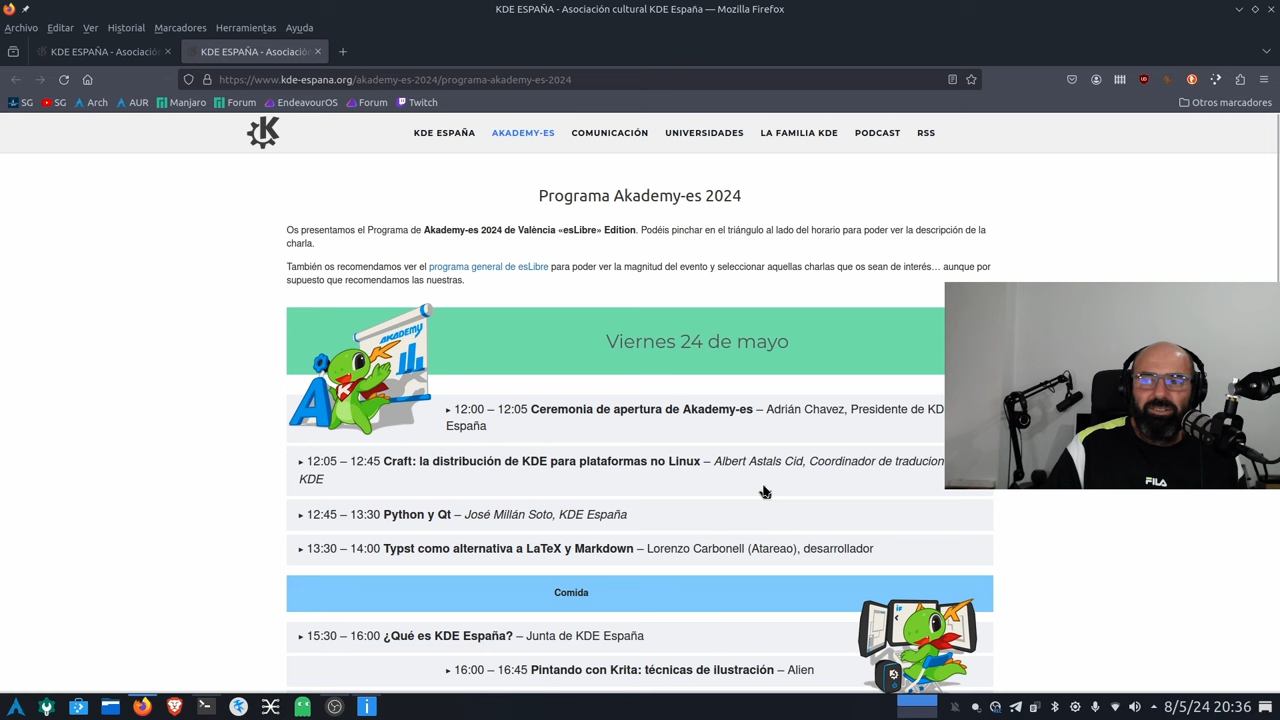 KDE ESPAÑA - Asociación cultural KDE España — Mozilla Firefox
Archivo Editar Ver Historial Marcadores Herramientas Ayuda
KDE ESPAÑA - Asociació
KDE ESPAÑA - Asociación
https://www.kde-espana.org/akademy-es-2024/programa-akademy-es-2024
SG SG Arch AUR Manjaro Forum EndeavourOS Forum Twitch Otros marcadores
KDE ESPAÑA AKADEMY-ES COMUNICACIÓN UNIVERSIDADES LA FAMILIA KDE PODCAST RSS
Programa Akademy-es 2024
Os presentamos el Programa de Akademy-es 2024 de València «esLibre» Edition. Podéis pinchar en el triángulo al lado del horario para poder ver la descripción de la
charla.
También os recomendamos ver el programa general de esLibre para poder ver la magnitud del evento y seleccionar aquellas charlas que os sean de interés… aunque por
supuesto que recomendamos las nuestras.
AKADEMY
Viernes 24 de mayo
▸ 12:00 – 12:05 Ceremonia de apertura de Akademy-es – Adrián Chavez, Presidente de KD
España
▸ 12:05 – 12:45 Craft: la distribución de KDE para plataformas no Linux – Albert Astals Cid, Coordinador de traducion
KDE
▸ 12:45 – 13:30 Python y Qt – José Millán Soto, KDE España
▸ 13:30 – 14:00 Typst como alternativa a LaTeX y Markdown – Lorenzo Carbonell (Atareao), desarrollador
Comida
▸ 15:30 – 16:00 ¿Qué es KDE España? – Junta de KDE España
▸ 16:00 – 16:45 Pintando con Krita: técnicas de ilustración – Alien
FILA
8/5/24 20:36